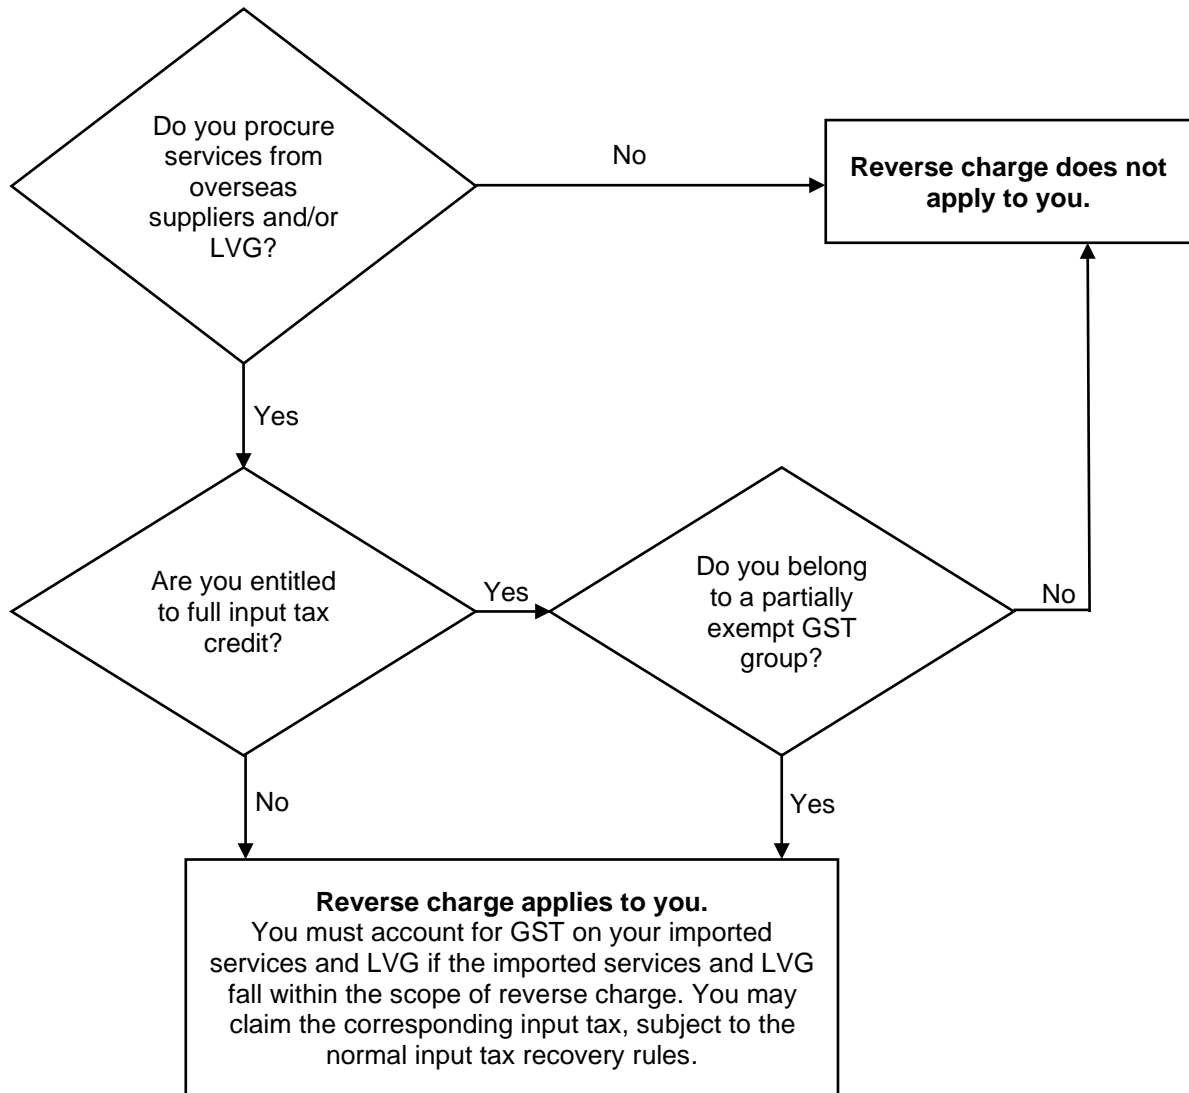 Do you procure
services from
overseas
suppliers and/or
LVG?
No
Reverse charge does not
apply to you.
Yes
Are you entitled
to full input tax
credit?
Yes
Do you belong
to a partially
exempt GST
group?
No
No
Yes
Reverse charge applies to you.
You must account for GST on your imported
services and LVG if the imported services and LVG
fall within the scope of reverse charge. You may
claim the corresponding input tax, subject to the
normal input tax recovery rules.